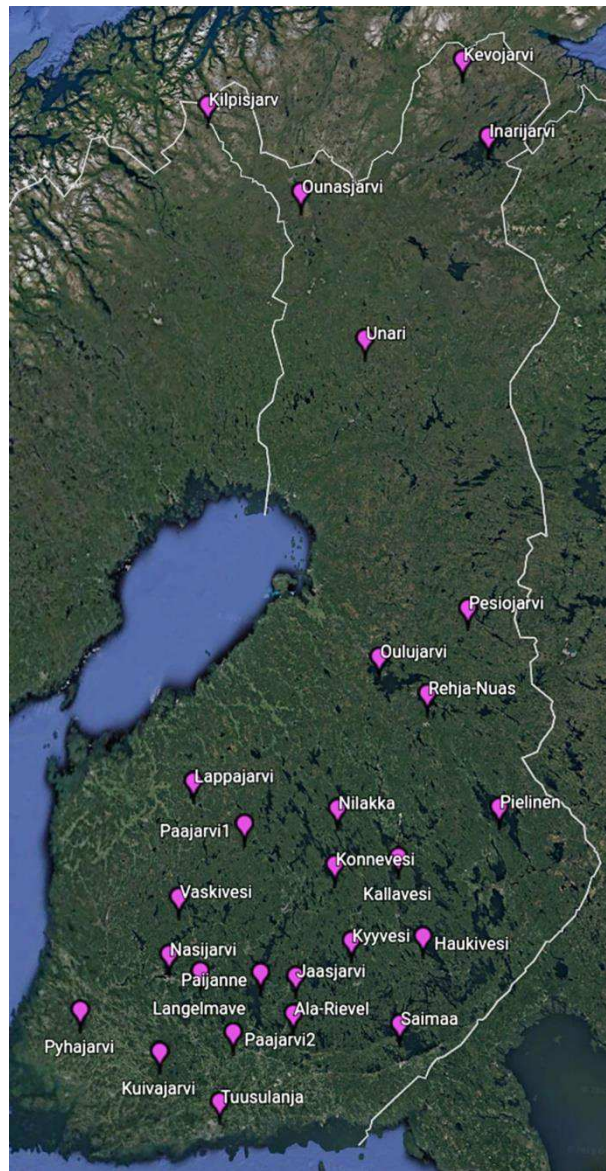 Kevojarvi
Kilpisjarv
Inarijarvi
Ounasjarvi
Unari
Pesiojarvi
Oulujarvi
Rehja-Nuas
Lappajarvi
Nilakka
Pielinen
Paajarvi1
Konnevesi
Kallavesi
Vaskivesi
Kyyvesi
Haukivesi
Nasijarvi
Paijanne
Jaasjarvi
Langelmave
Ala-Rievel
Saimaa
Pyhajarvi
Paajarvi2
Kuivajarvi
Tuusulanja